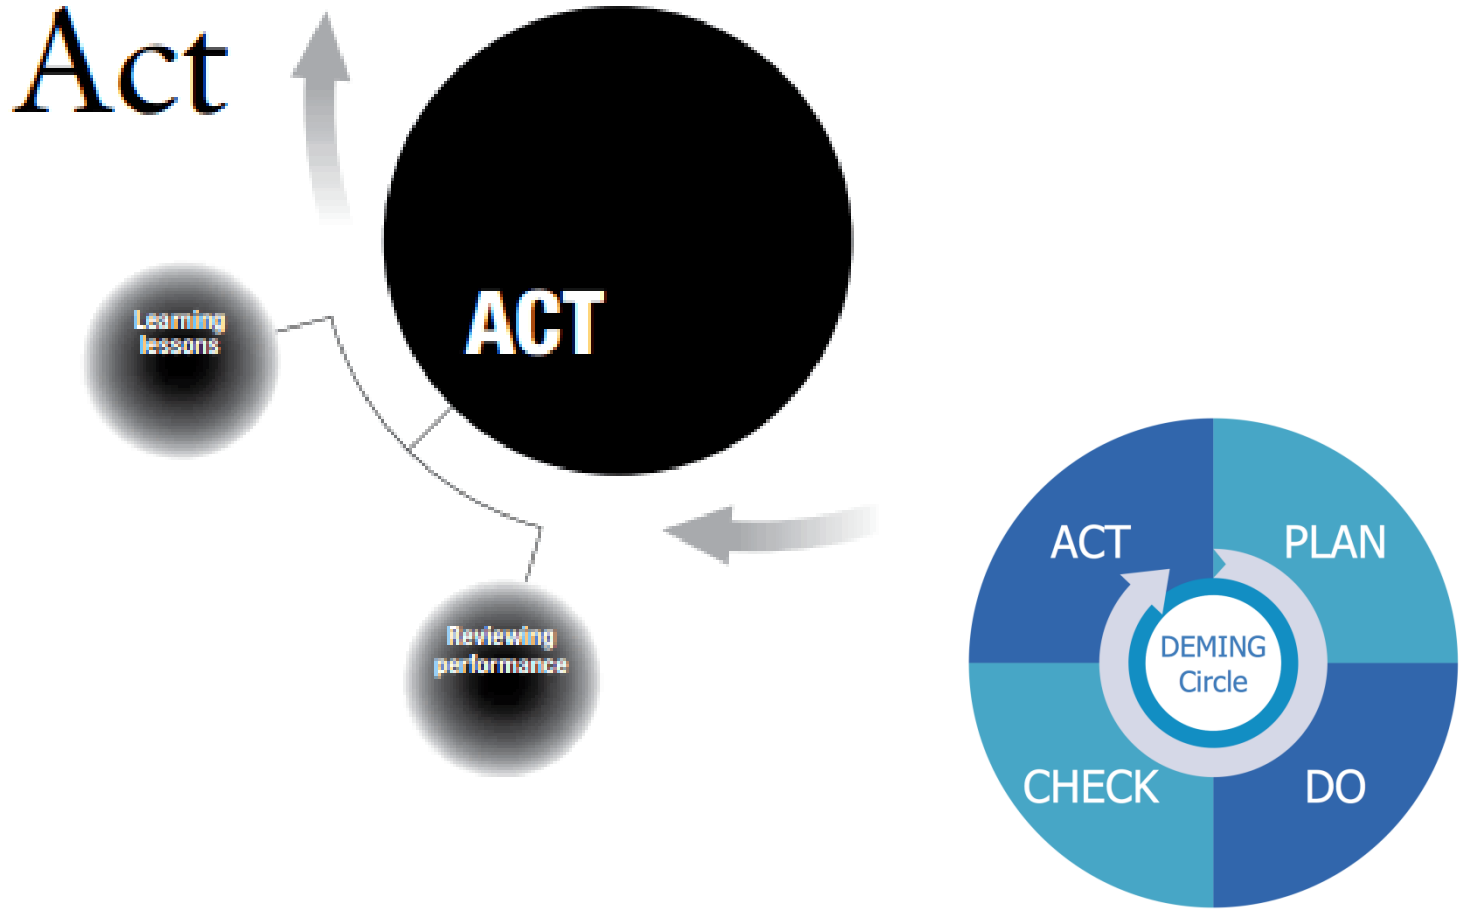 Act
ACT
Learning
lessons
Reviewing
performance
ACT
PLAN
DEMING
Circle
CHECK
DO